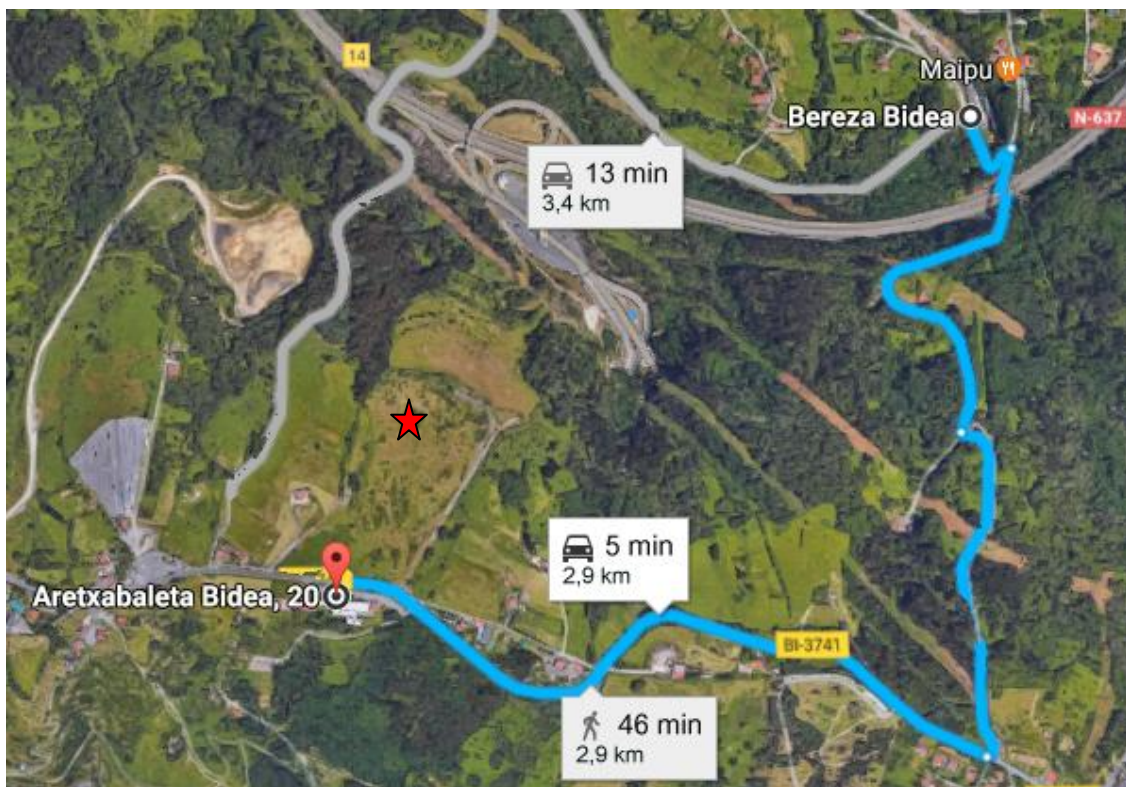 14
Maipu
Bereza Bidea
N-637
13 min
3,4 km
5 min
2,9 km
Aretxabaleta Bidea, 20
BI-3741
46 min
2,9 km